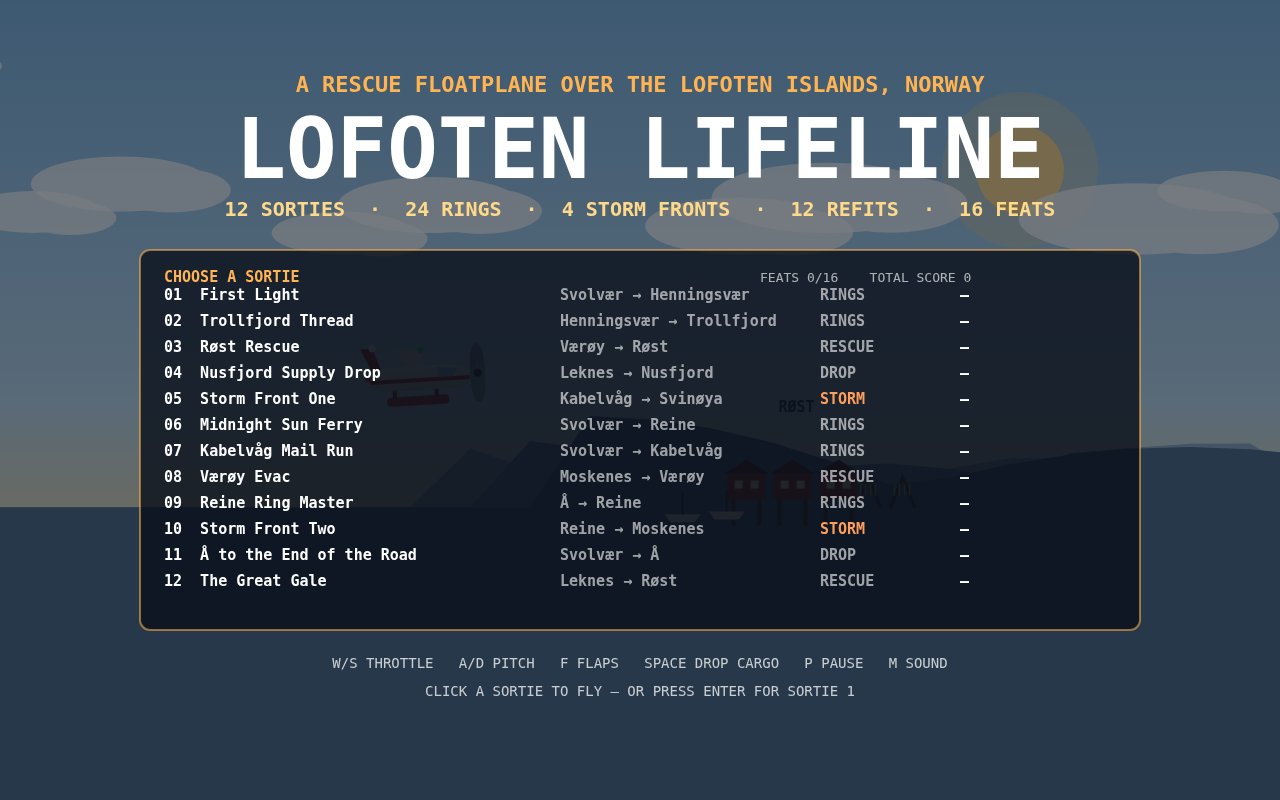 A RESCUE FLOATPLANE OVER THE LOFOTEN ISLANDS, NORWAY
LOFOTEN LIFELINE
12 SORTIES · 24 RINGS · 4 STORM FRONTS · 12 REFITS · 16 FEATS
CHOOSE A SORTIE FEATS 0/16 TOTAL SCORE 0
01 First Light Svolvær → Henningsvær RINGS —
02 Trollfjord Thread Henningsvær → Trollfjord RINGS —
03 Røst Rescue Værøy → Røst RESCUE —
04 Nusfjord Supply Drop Leknes → Nusfjord DROP —
05 Storm Front One Kabelvåg → Svinøya STORM —
RØST
06 Midnight Sun Ferry Svolvær → Reine RINGS —
07 Kabelvåg Mail Run Svolvær → Kabelvåg RINGS —
08 Værøy Evac Moskenes → Værøy RESCUE —
09 Reine Ring Master Å → Reine RINGS —
10 Storm Front Two Reine → Moskenes STORM —
11 Å to the End of the Road Svolvær → Å DROP —
12 The Great Gale Leknes → Røst RESCUE —
W/S THROTTLE A/D PITCH F FLAPS SPACE DROP CARGO P PAUSE M SOUND
CLICK A SORTIE TO FLY — OR PRESS ENTER FOR SORTIE 1